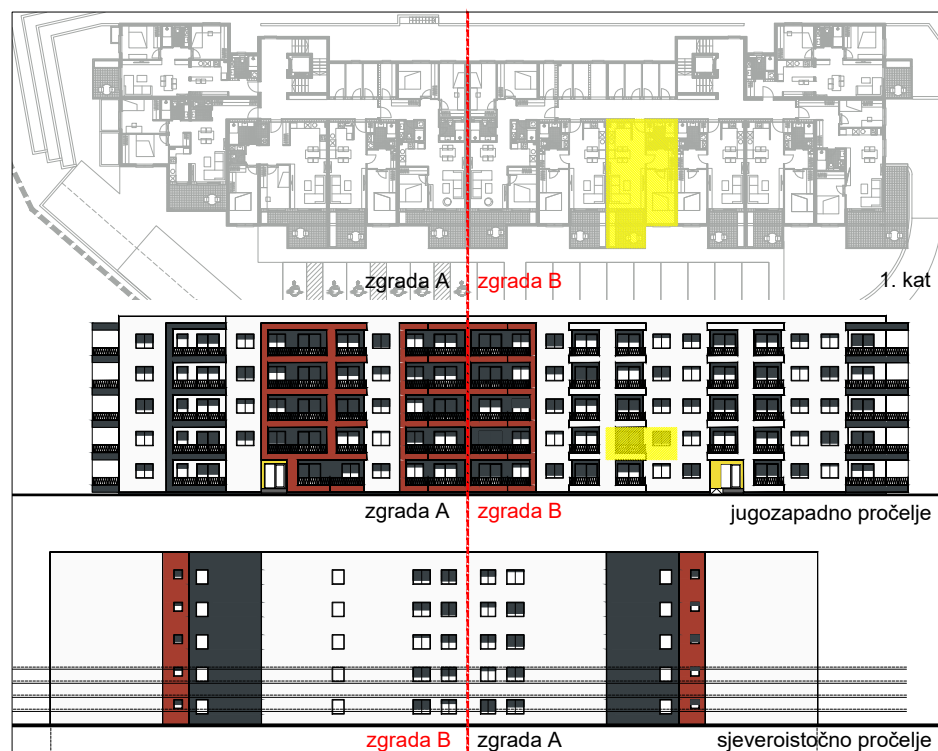 zgrada A zgrada B 1. kat
zgrada A zgrada B jugozapadno pročelje
zgrada B zgrada A sjeveroistočno pročelje